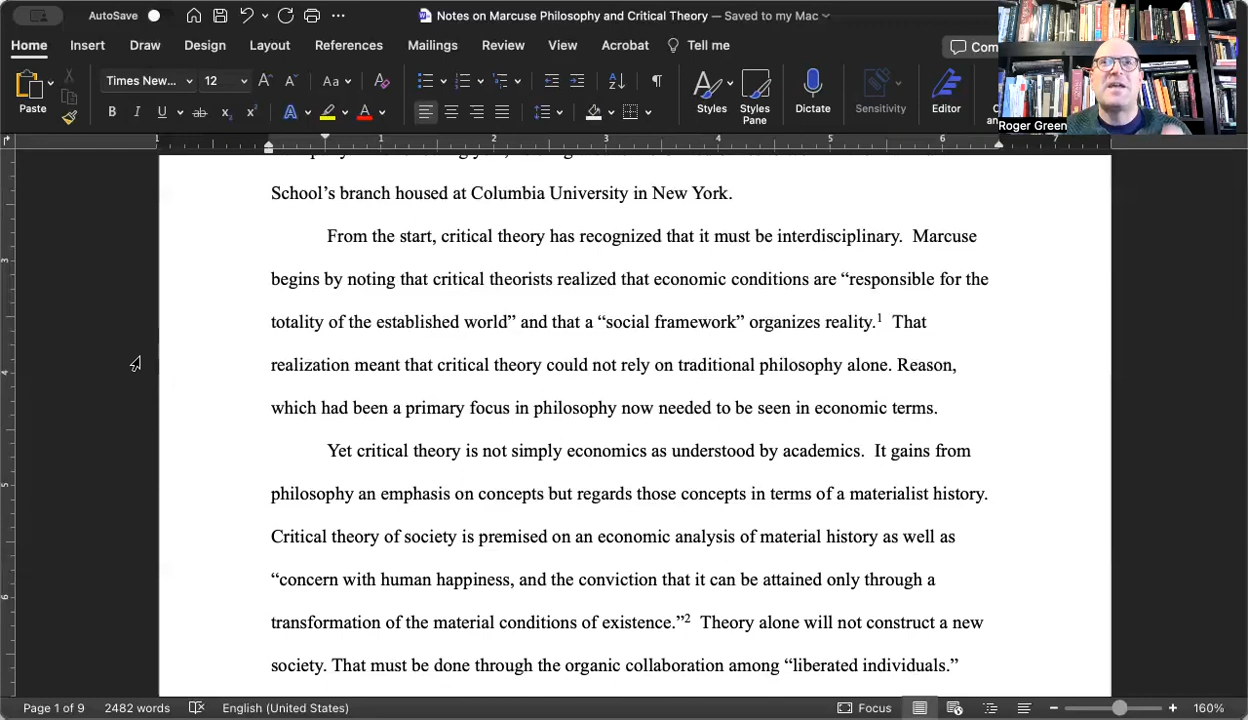 AutoSave
Notes on Marcuse Philosophy and Critical Theory — Saved to my Mac
Home Insert Draw Design Layout References Mailings Review View Acrobat Tell me
Paste
Times New... 12
Aa
Styles
Styles Pane
Dictate
Sensitivity
Editor
Roger Green
1 2 3 4 5 6 7
School’s branch housed at Columbia University in New York.
From the start, critical theory has recognized that it must be interdisciplinary.  Marcuse
begins by noting that critical theorists realized that economic conditions are “responsible for the
totality of the established world” and that a “social framework” organizes reality.1  That
realization meant that critical theory could not rely on traditional philosophy alone. Reason,
which had been a primary focus in philosophy now needed to be seen in economic terms.
Yet critical theory is not simply economics as understood by academics.  It gains from
philosophy an emphasis on concepts but regards those concepts in terms of a materialist history.
Critical theory of society is premised on an economic analysis of material history as well as
“concern with human happiness, and the conviction that it can be attained only through a
transformation of the material conditions of existence.”2  Theory alone will not construct a new
society. That must be done through the organic collaboration among “liberated individuals.”
Page 1 of 9 2482 words English (United States) Focus 160%